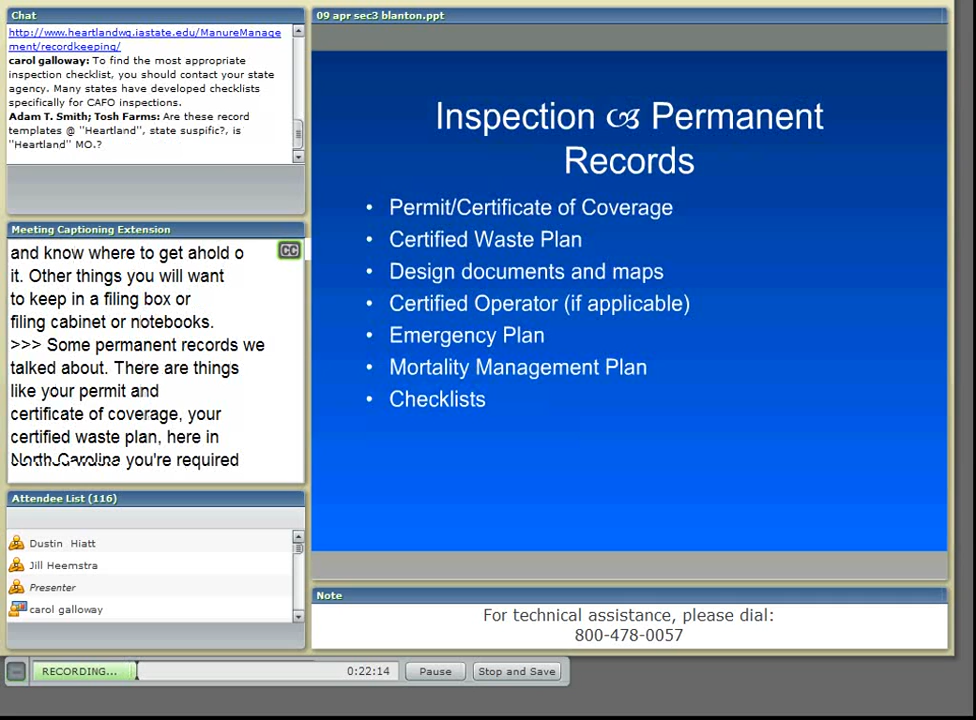 Chat
http://www.heartlandwq.iastate.edu/ManureManage
ment/recordkeeping/
carol galloway: To find the most appropriate
inspection checklist, you should contact your state
agency. Many states have developed checklists
specifically for CAFO inspections.
Adam T. Smith; Tosh Farms: Are these record
templates @ "Heartland", state suspific?, is
"Heartland" MO.?
Meeting Captioning Extension
CC
and know where to get ahold o
it. Other things you will want
to keep in a filing box or
filing cabinet or notebooks.
>>> Some permanent records we
talked about. There are things
like your permit and
certificate of coverage, your
certified waste plan, here in
North Carolina you're required
Attendee List (116)
Dustin Hiatt
Jill Heemstra
Presenter
carol galloway
09 apr sec3 blanton.ppt
Inspection & Permanent
Records
• Permit/Certificate of Coverage
• Certified Waste Plan
• Design documents and maps
• Certified Operator (if applicable)
• Emergency Plan
• Mortality Management Plan
• Checklists
Note
For technical assistance, please dial:
800-478-0057
RECORDING...
0:22:14
Pause
Stop and Save